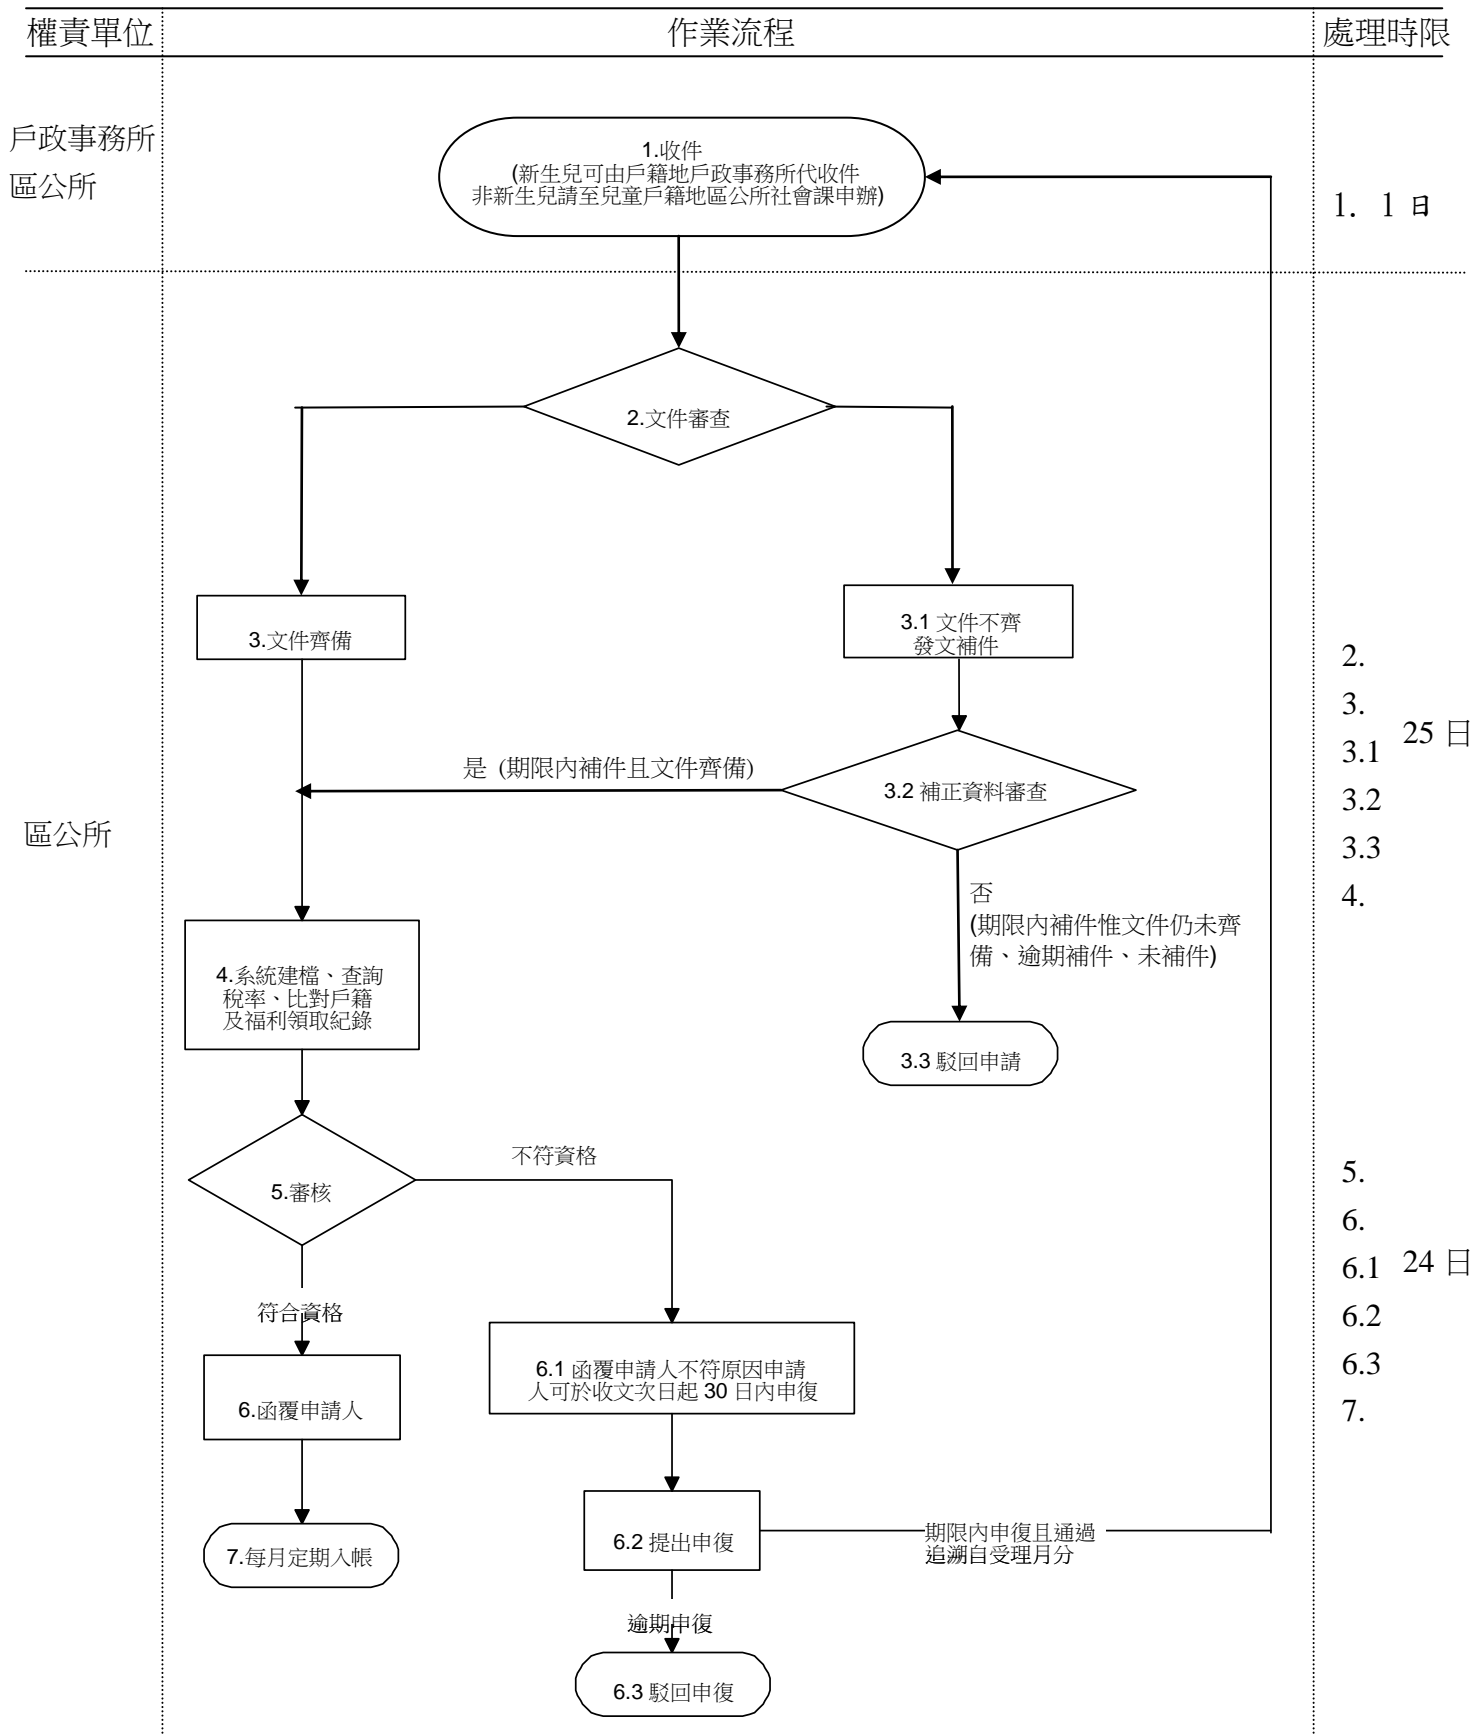 權責單位
作業流程
處理時限
戶政事務所
區公所
1.收件
(新生兒可由戶籍地戶政事務所代收件
非新生兒請至兒童戶籍地區公所社會課申辦)
1. 1 日
2.文件審查
3.文件齊備
3.1 文件不齊
發文補件
是 (期限內補件且文件齊備)
3.2 補正資料審查
否
(期限內補件惟文件仍未齊
備、逾期補件、未補件)
3.3 駁回申請
區公所
4.系統建檔、查詢
稅率、比對戶籍
及福利領取紀錄
2.
3.
3.1
25 日
3.2
3.3
4.
5.審核
不符資格
符合資格
6.函覆申請人
6.1 函覆申請人不符原因申請
人可於收文次日起 30 日內申復
7.每月定期入帳
6.2 提出申復
期限內申復且通過
追溯自受理月分
逾期申復
6.3 駁回申復
5.
6.
6.1
24 日
6.2
6.3
7.